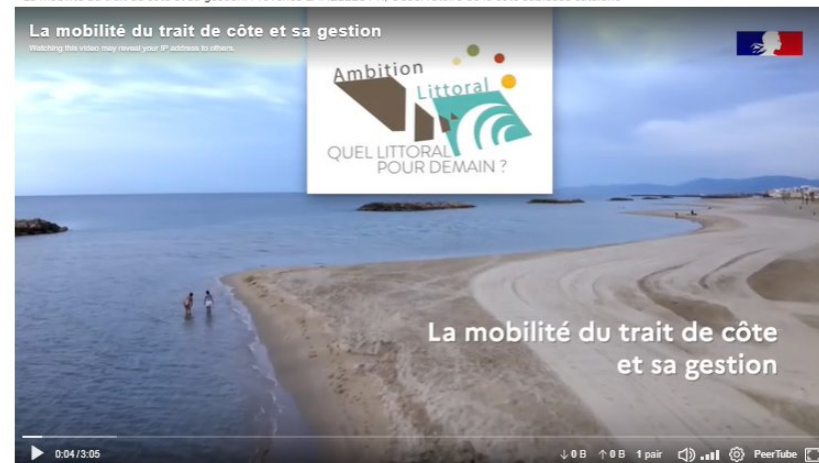 La mobilité du trait de côte et sa gestion
Watching this video may reveal your IP address to others.
Ambition
Littoral
QUEL LITTORAL
POUR DEMAIN ?
La mobilité du trait de côte
et sa gestion
0:04/3:05
↓ 0 B ↑ 0 B 1 pair
PeerTube